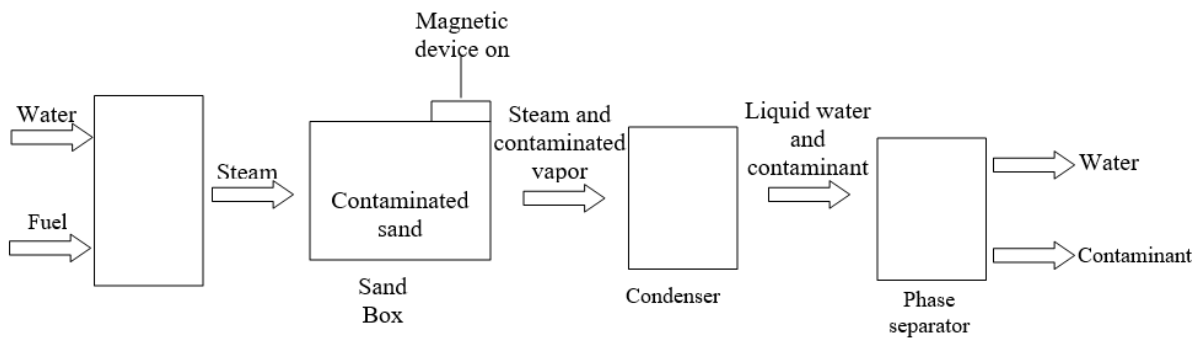 Magnetic
device on
Water
Fuel
Steam
Contaminated
sand
Sand
Box
Steam and
contaminated
vapor
Condenser
Liquid water
and
contaminant
Phase
separator
Water
Contaminant